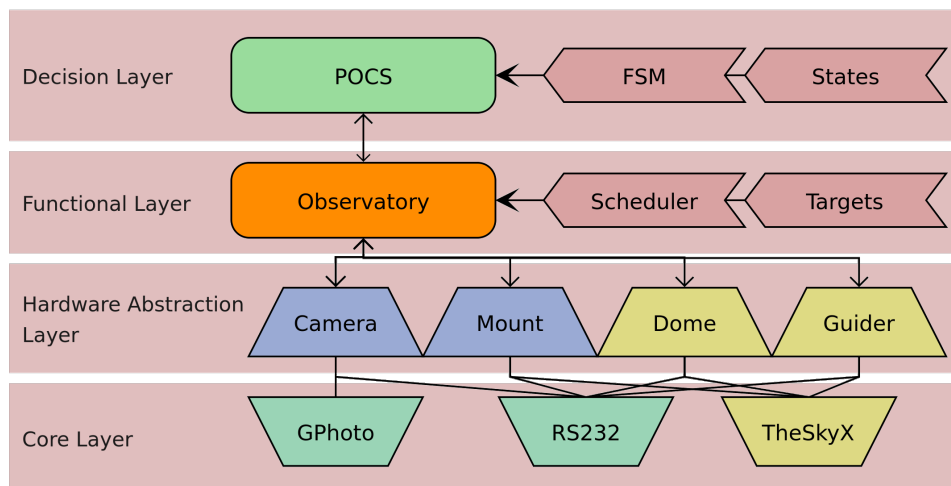 Decision Layer
POCS
FSM
States
Functional Layer
Observatory
Scheduler
Targets
Hardware Abstraction
Layer
Camera
Mount
Dome
Guider
Core Layer
GPhoto
RS232
TheSkyX